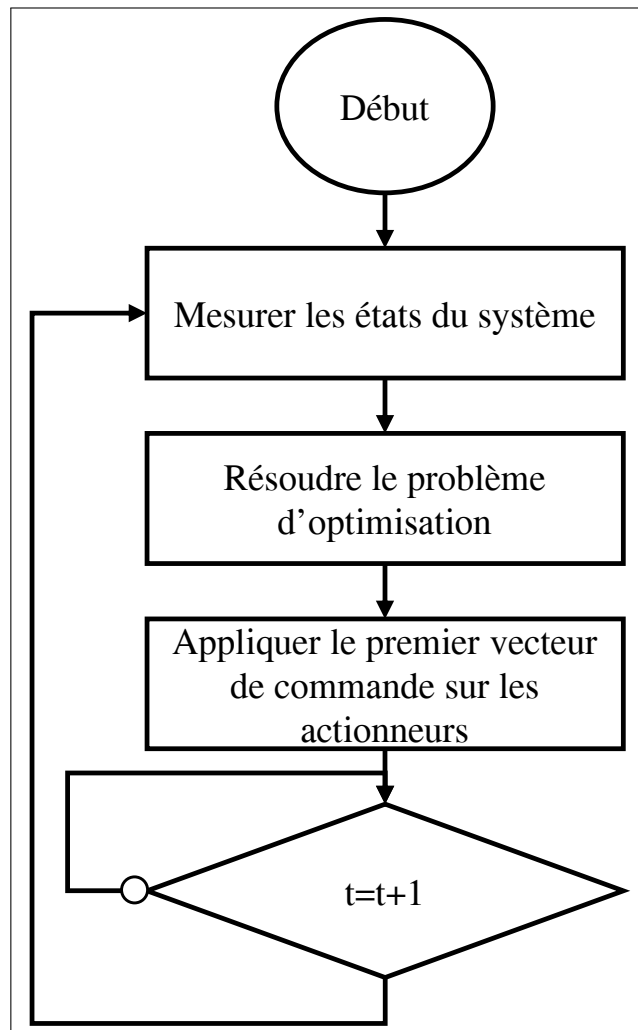 Début
Mesurer les états du système
Résoudre le problème
d’optimisation
Appliquer le premier vecteur
de commande sur les
actionneurs
t=t+1